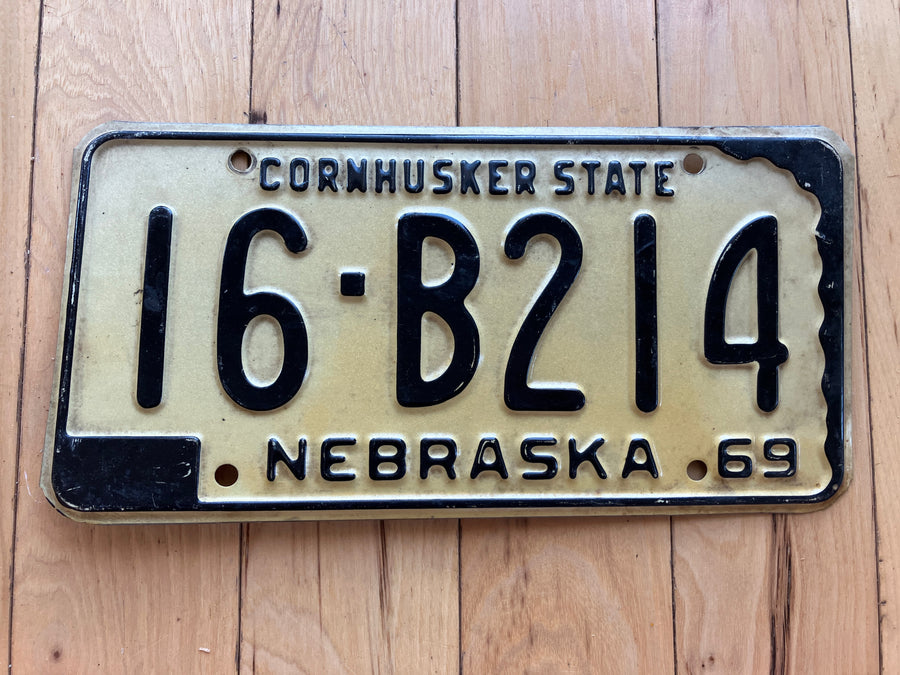 CORNHUSKER STATE
16·B214
NEBRASKA 69